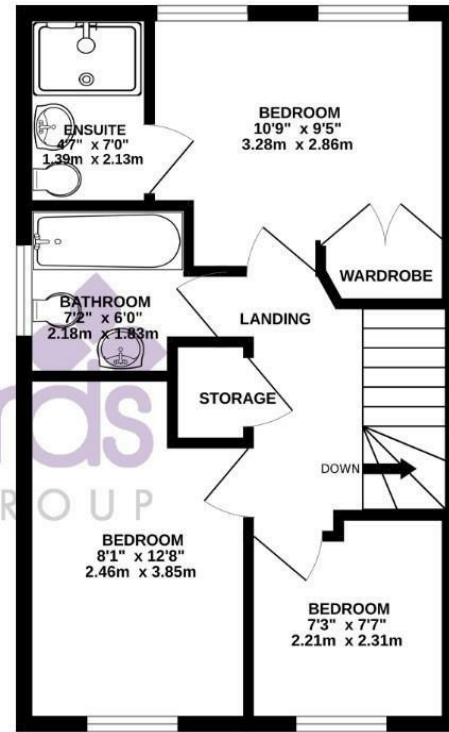 BEDROOM
10'9" x 9'5"
3.28m x 2.86m
ENSUITE
4'7" x 7'0"
1.39m x 2.13m
WARDROBE
BATHROOM
7'2" x 6'0"
2.18m x 1.83m
LANDING
STORAGE
DOWN
BEDROOM
8'1" x 12'8"
2.46m x 3.85m
BEDROOM
7'3" x 7'7"
2.21m x 2.31m